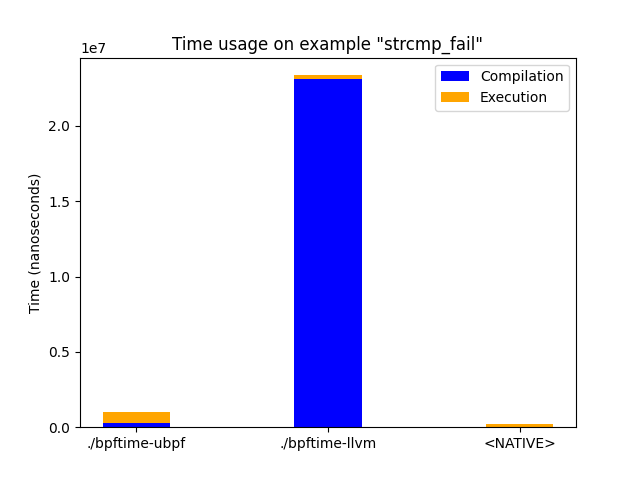 Time usage on example "strcmp_fail"
1e7
Compilation
Execution
2.0
1.5
1.0
0.5
0.0
Time (nanoseconds)
./bpftime-ubpf
./bpftime-llvm
<NATIVE>